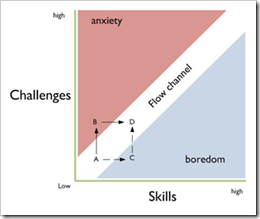 high
anxiety
Challenges
Flow channel
B
D
A
C
boredom
Low
Skills
high